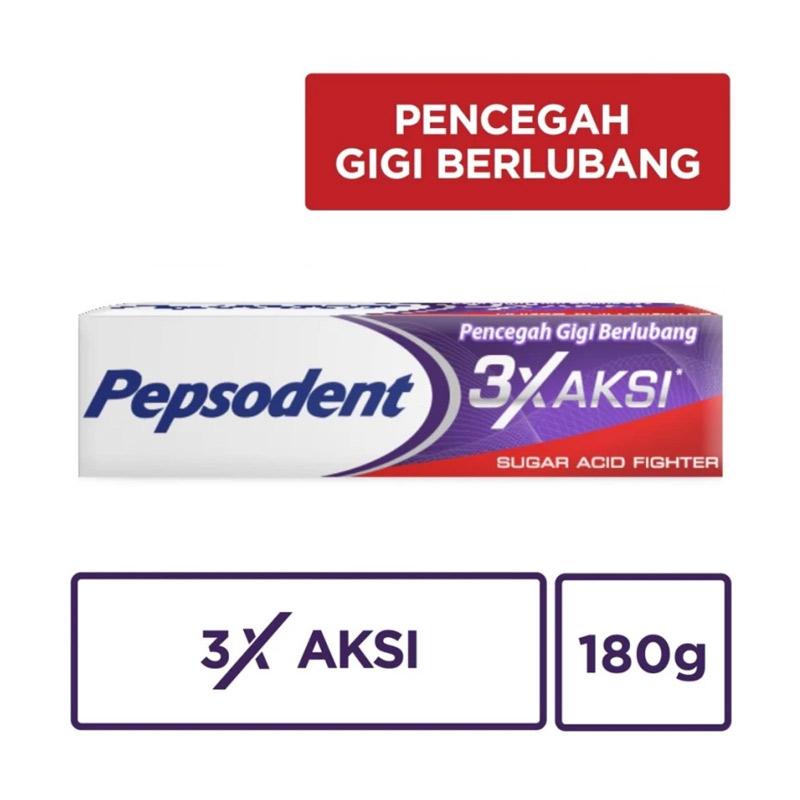 PENCEGAH
GIGI BERLUBANG
Pepsodent
Pencegah Gigi Berlubang
3X AKSI*
SUGAR ACID FIGHTER
3X AKSI
180g